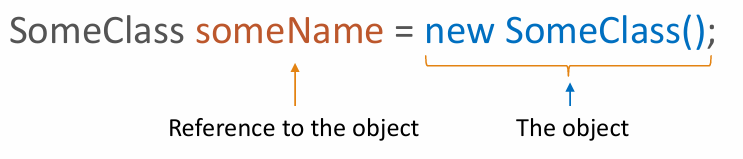 SomeClass someName = new SomeClass();
Reference to the object The object